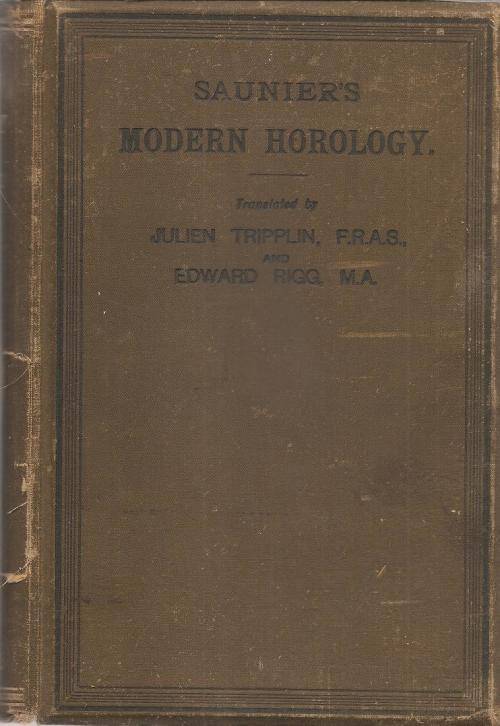 SAUNIER'S
MODERN HOROLOGY.
Translated by
JULIEN TRIPPLIN, F.R.A.S.,
AND
EDWARD RIGG, M.A.